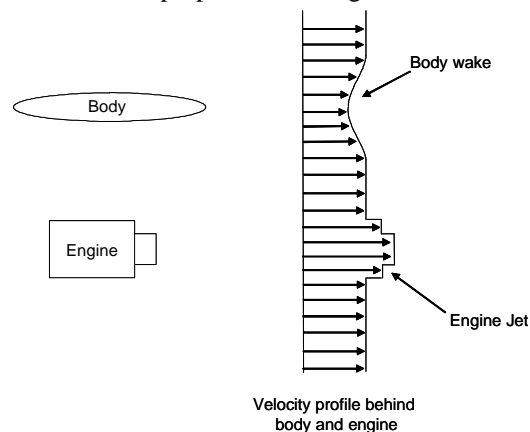 Body wake
Body
Engine
Engine Jet
Velocity profile behind
body and engine